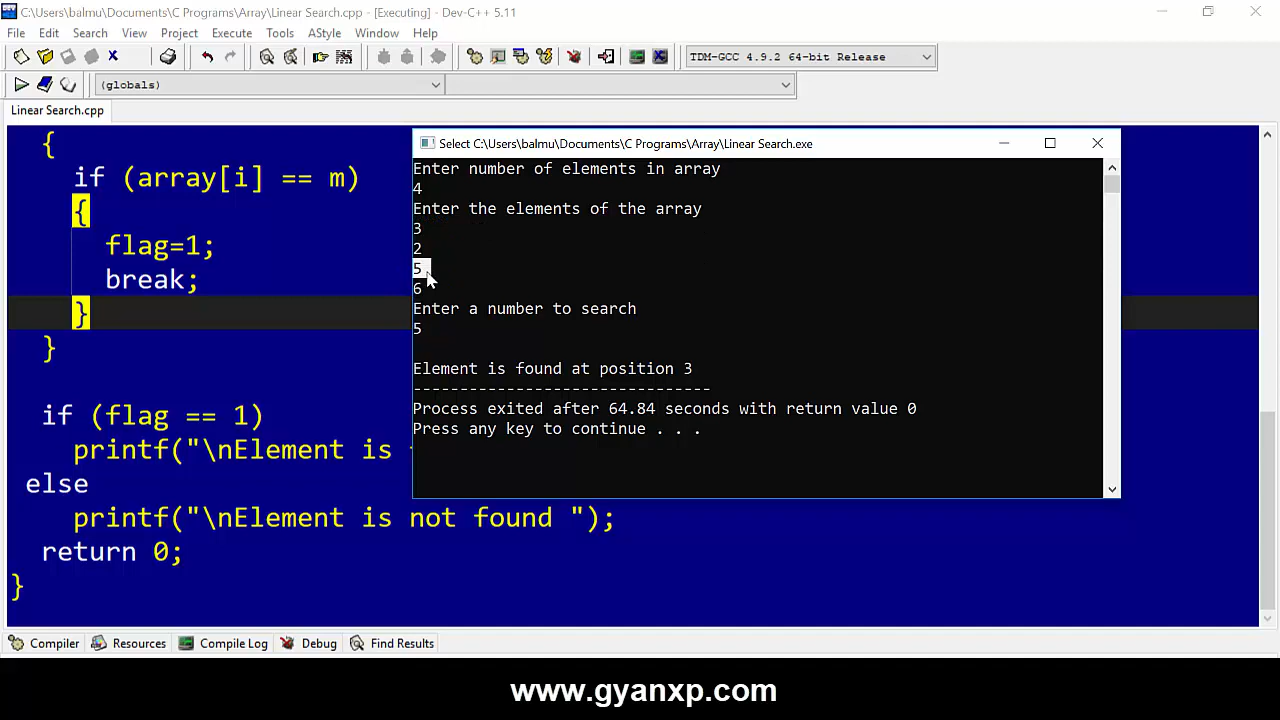 C:\Users\balmu\Documents\C Programs\Array\Linear Search.cpp - [Executing] - Dev-C++ 5.11
File Edit Search View Project Execute Tools AStyle Window Help
TDM-GCC 4.9.2 64-bit Release
(globals)
Linear Search.cpp
{
if (array[i] == m)
{
flag=1;
break;
}
}
if (flag == 1)
printf("\nElement is
else
printf("\nElement is not found ");
return 0;
}
Select C:\Users\balmu\Documents\C Programs\Array\Linear Search.exe
Enter number of elements in array
4
Enter the elements of the array
3
2
5
6
Enter a number to search
5
Element is found at position 3
--------------------------------
Process exited after 64.84 seconds with return value 0
Press any key to continue . . .
Compiler Resources Compile Log Debug Find Results
www.gyanxp.com